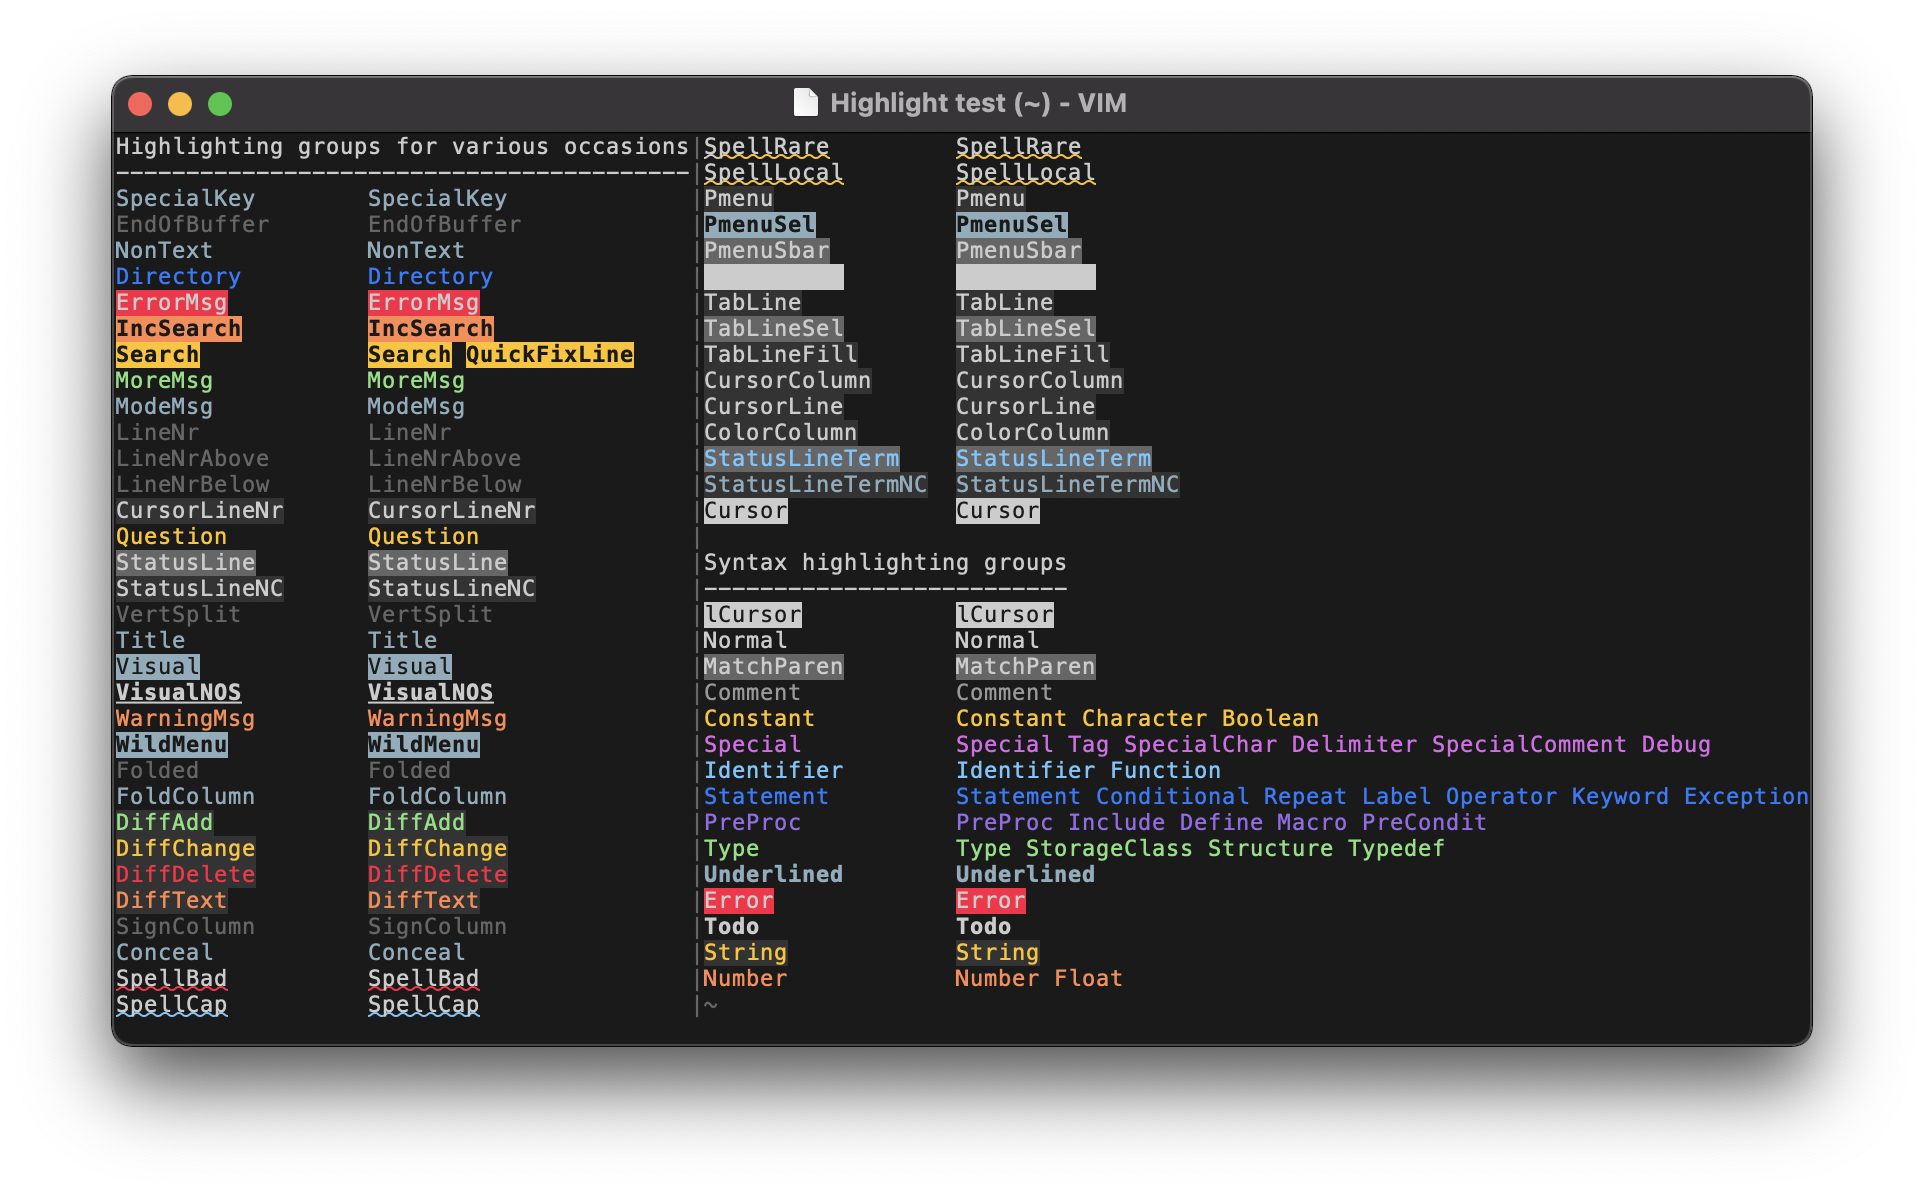 Highlight test (~) - VIM
Highlighting groups for various occasions
-----------------------------------------
SpecialKey SpecialKey
EndOfBuffer EndOfBuffer
NonText NonText
Directory Directory
ErrorMsg ErrorMsg
IncSearch IncSearch
Search Search QuickFixLine
MoreMsg MoreMsg
ModeMsg ModeMsg
LineNr LineNr
LineNrAbove LineNrAbove
LineNrBelow LineNrBelow
CursorLineNr CursorLineNr
Question Question
StatusLine StatusLine
StatusLineNC StatusLineNC
VertSplit VertSplit
Title Title
Visual Visual
VisualNOS VisualNOS
WarningMsg WarningMsg
WildMenu WildMenu
Folded Folded
FoldColumn FoldColumn
DiffAdd DiffAdd
DiffChange DiffChange
DiffDelete DiffDelete
DiffText DiffText
SignColumn SignColumn
Conceal Conceal
SpellBad SpellBad
SpellCap SpellCap
SpellRare SpellRare
SpellLocal SpellLocal
Pmenu Pmenu
PmenuSel PmenuSel
PmenuSbar PmenuSbar
TabLine TabLine
TabLineSel TabLineSel
TabLineFill TabLineFill
CursorColumn CursorColumn
CursorLine CursorLine
ColorColumn ColorColumn
StatusLineTerm StatusLineTerm
StatusLineTermNC StatusLineTermNC
Cursor Cursor
Syntax highlighting groups
--------------------------
lCursor lCursor
Normal Normal
MatchParen MatchParen
Comment Comment
Constant Constant Character Boolean
Special Special Tag SpecialChar Delimiter SpecialComment Debug
Identifier Identifier Function
Statement Statement Conditional Repeat Label Operator Keyword Exception
PreProc PreProc Include Define Macro PreCondit
Type Type StorageClass Structure Typedef
Underlined Underlined
Error Error
Todo Todo
String String
Number Number Float
~